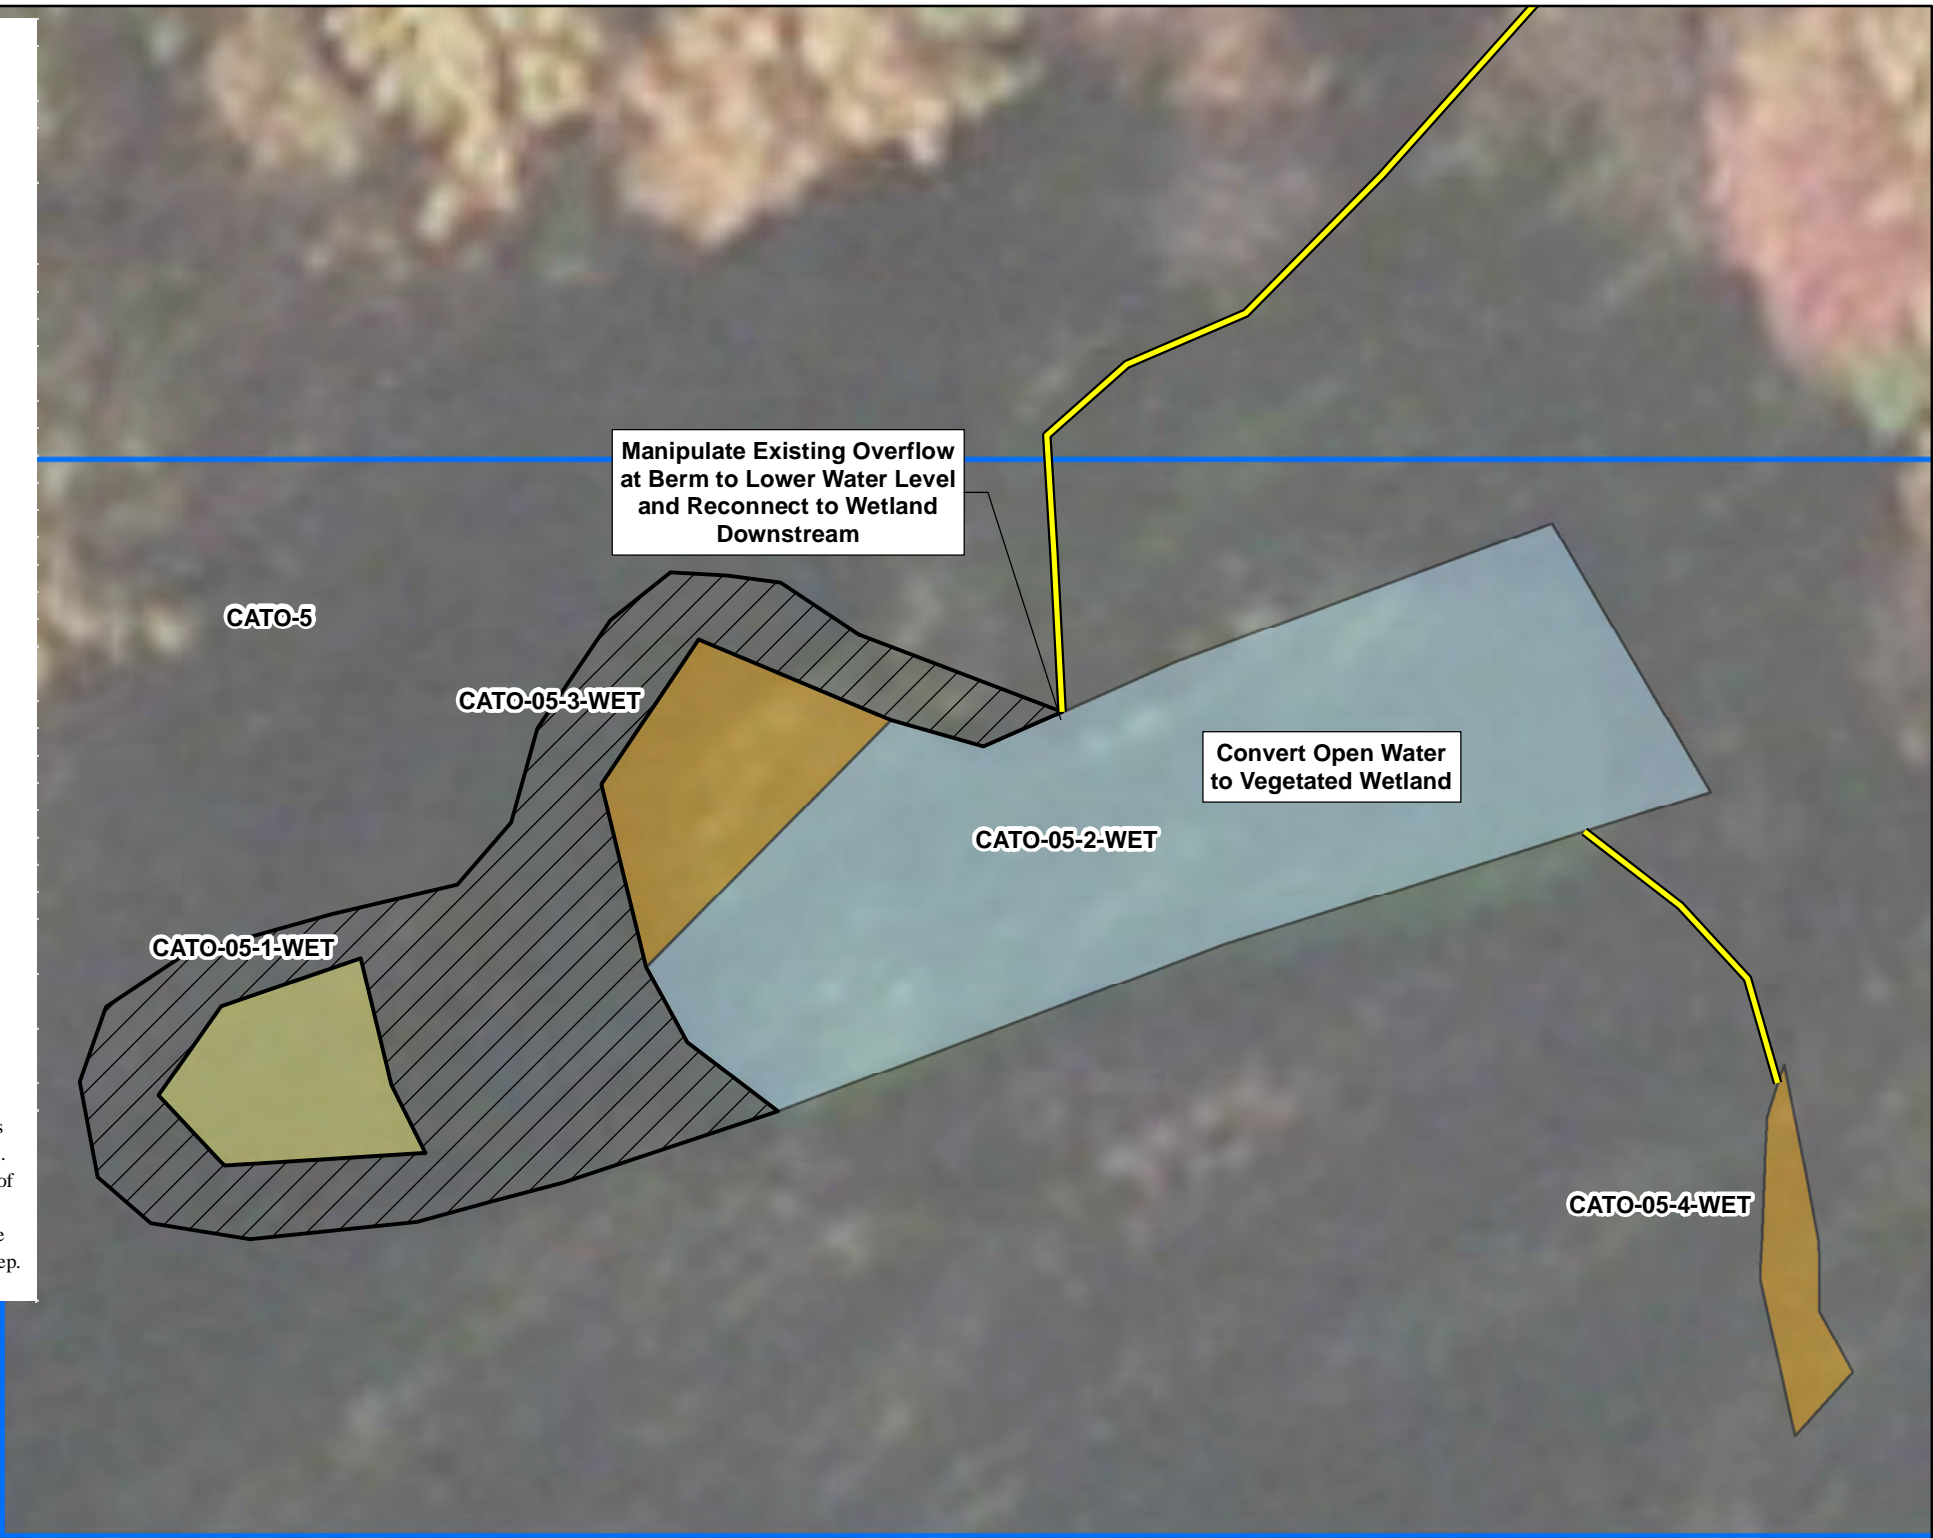 Manipulate Existing Overflow
at Berm to Lower Water Level
and Reconnect to Wetland
Downstream
CATO-5
CATO-05-3-WET
Convert Open Water
to Vegetated Wetland
CATO-05-2-WET
CATO-05-1-WET
s
.
of
CATO-05-4-WET
e
ep.